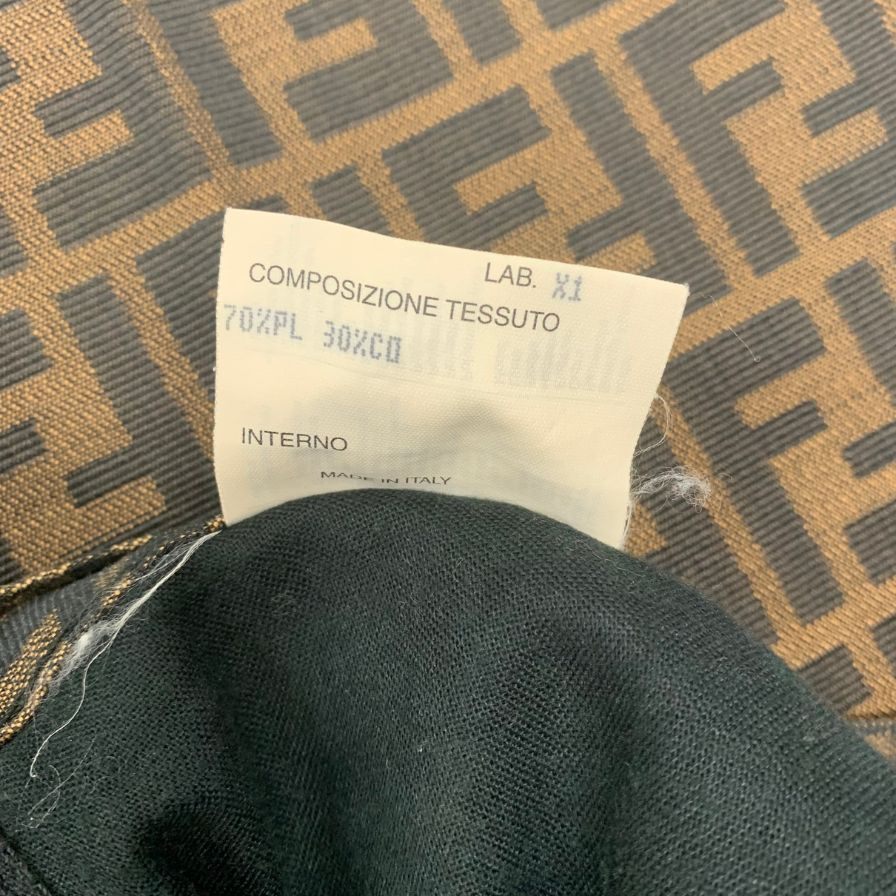 LAB. X1
COMPOSIZIONE TESSUTO
70%PL 30%CO
INTERNO
MADE IN ITALY